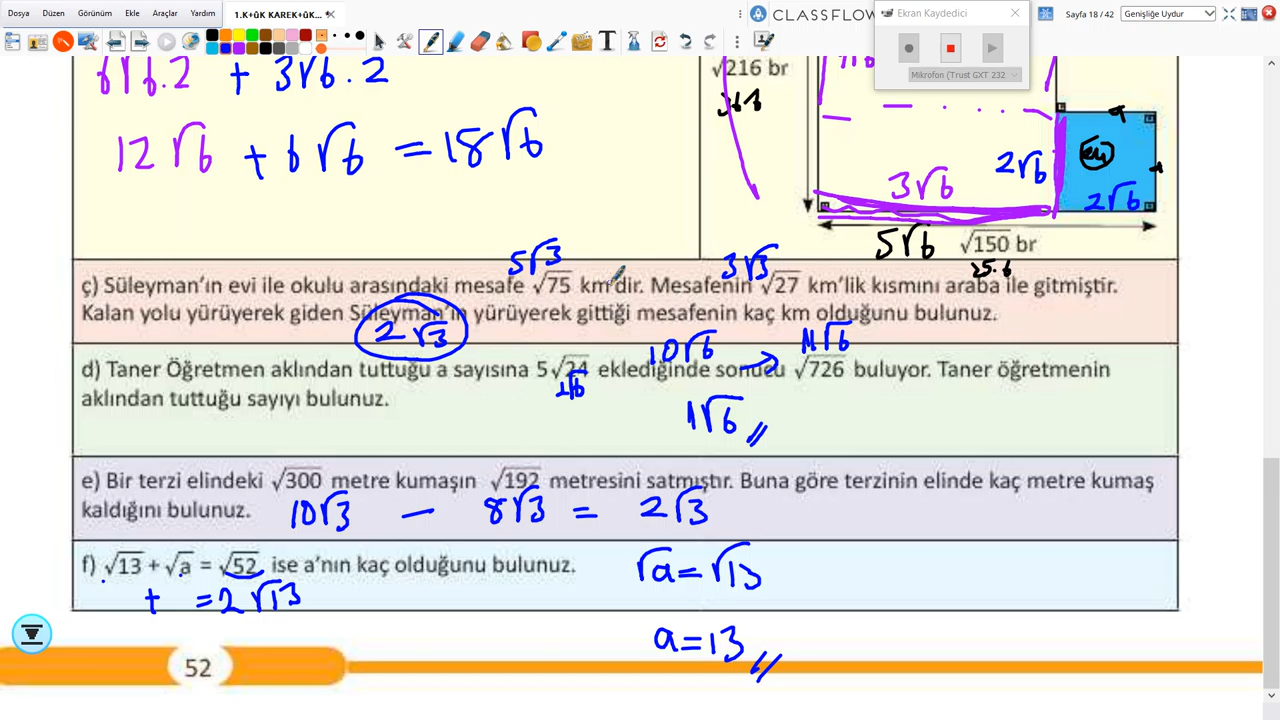 Dosya Düzen Görünüm Ekle Araçlar Yardım 1.K+ûK KAREK+ûK...
CLASSFLOW
Ekran Kaydedici
Mikrofon (Trust GXT 232
Sayfa 18 / 42 Genişliğe Uydur
6√6.2 + 3√6.2
12√6 + 6√6 = 18√6
√216 br
36.6
2√6
3√6
2√6
5√6 √150 br
25.6
5√3 3√3
ç) Süleyman'ın evi ile okulu arasındaki mesafe √75 km'dir. Mesafenin √27 km'lik kısmını araba ile gitmiştir.
Kalan yolu yürüyerek giden Süleyman'ın yürüyerek gittiği mesafenin kaç km olduğunu bulunuz.
2√3
10√6 → 11√6
d) Taner Öğretmen aklından tuttuğu a sayısına 5√24 eklediğinde sonucu √726 buluyor. Taner öğretmenin
2√6
aklından tuttuğu sayıyı bulunuz.
1√6 //
e) Bir terzi elindeki √300 metre kumaşın √192 metresini satmıştır. Buna göre terzinin elinde kaç metre kumaş
kaldığını bulunuz. 10√3 - 8√3 = 2√3
f) √13 + √a = √52 ise a'nın kaç olduğunu bulunuz. √a = √13
+ = 2√13
a = 13 //
52